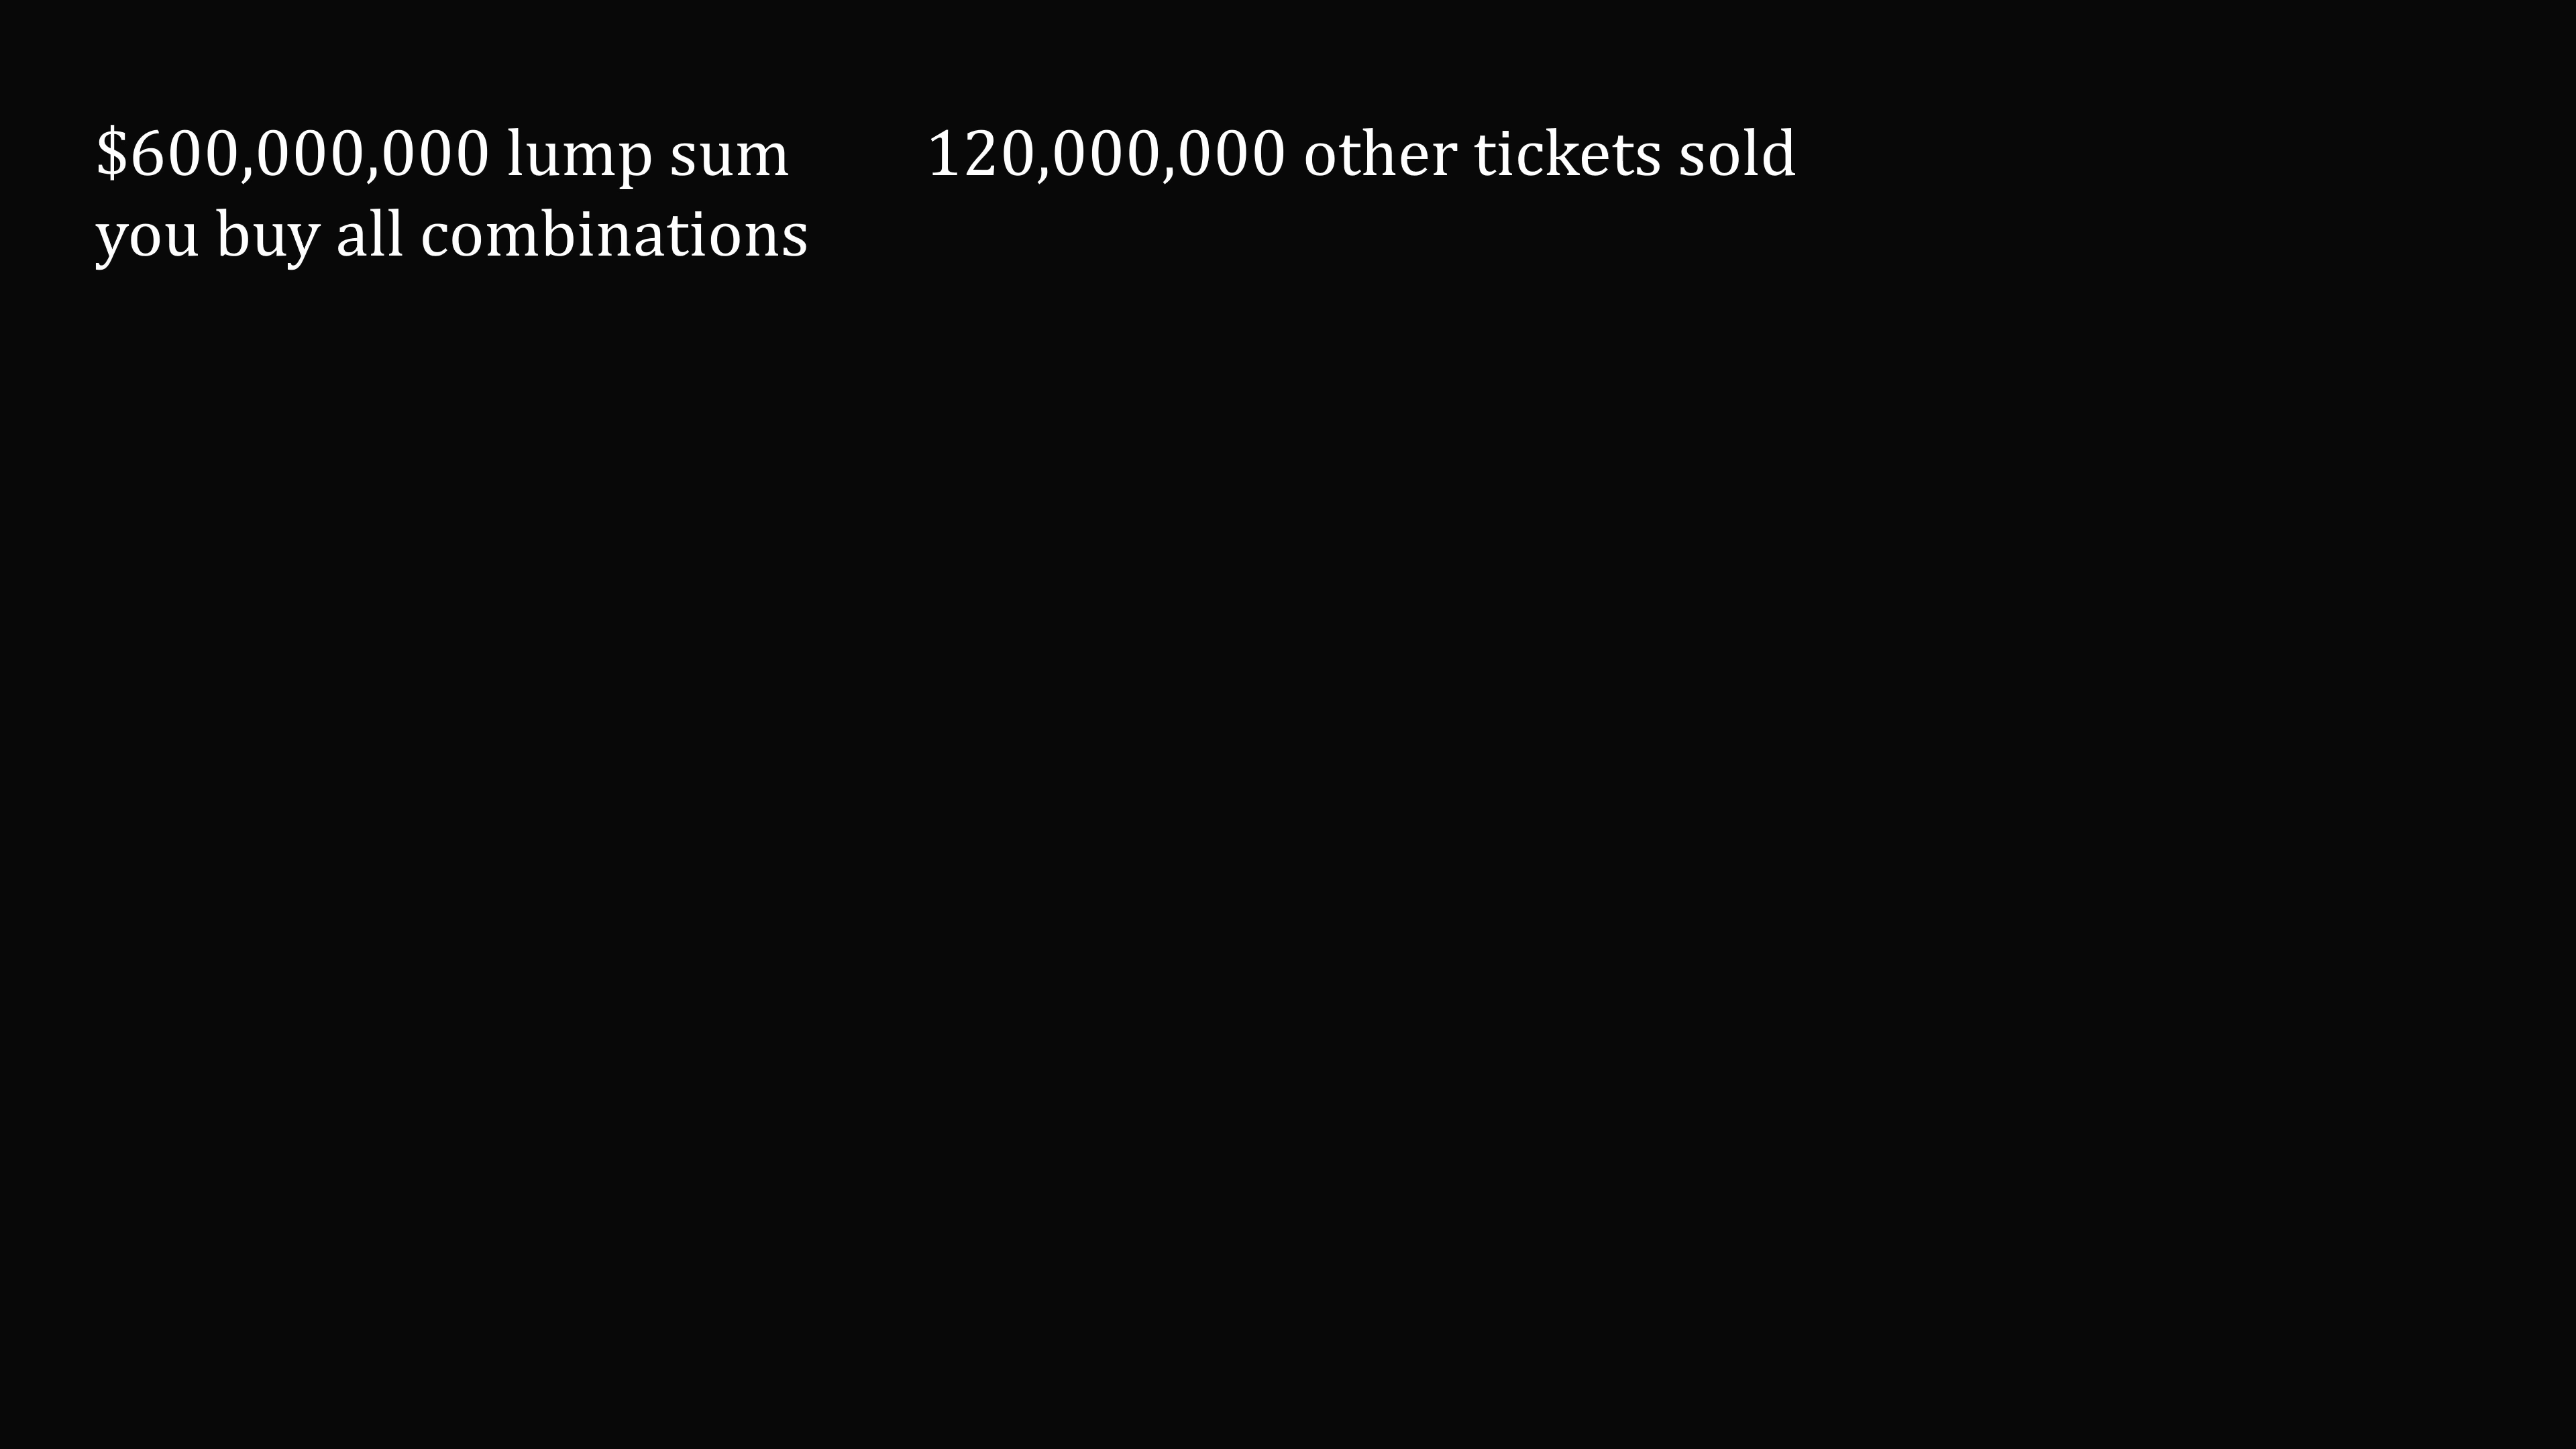 $600,000,000 lump sum
you buy all combinations
120,000,000 other tickets sold